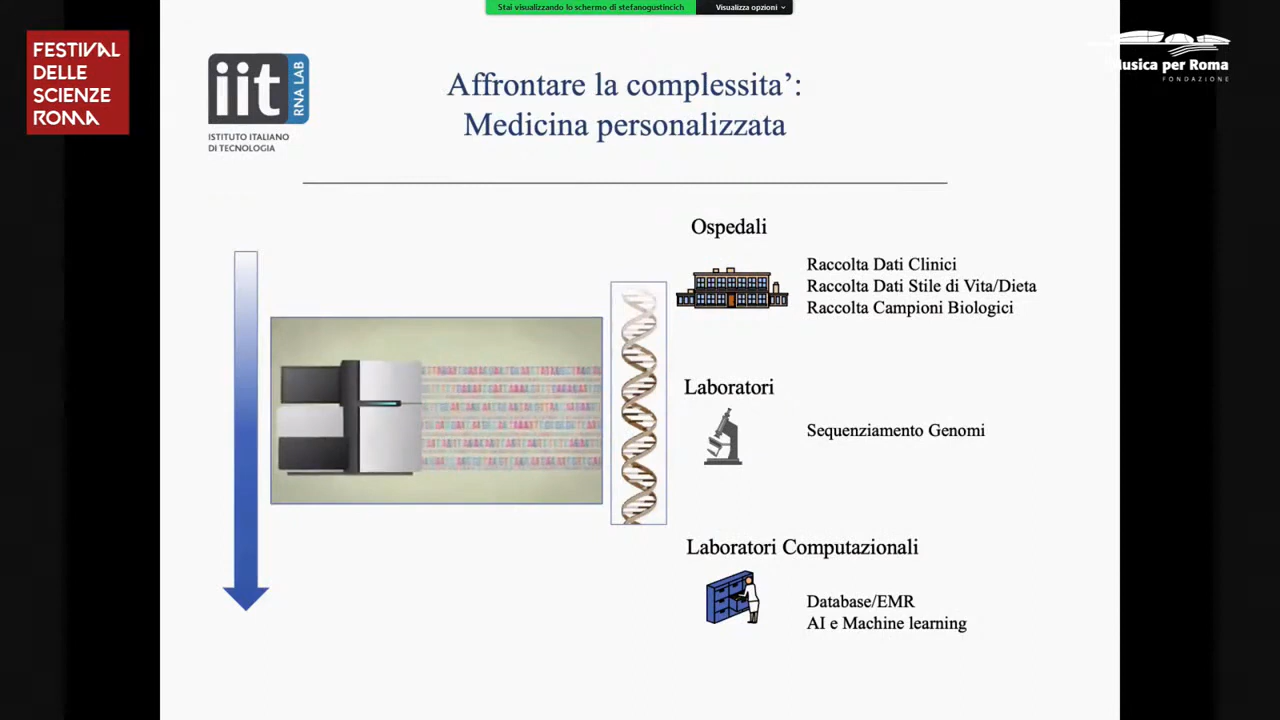 Stai visualizzando lo schermo di stefanogustincich
Visualizza opzioni
FESTIVAL
DELLE
SCIENZE
ROMA
iit
RNA LAB
ISTITUTO ITALIANO
DI TECNOLOGIA
Affrontare la complessita’:
Medicina personalizzata
Musica per Roma
FONDAZIONE
Ospedali
Raccolta Dati Clinici
Raccolta Dati Stile di Vita/Dieta
Raccolta Campioni Biologici
Laboratori
Sequenziamento Genomi
Laboratori Computazionali
Database/EMR
AI e Machine learning